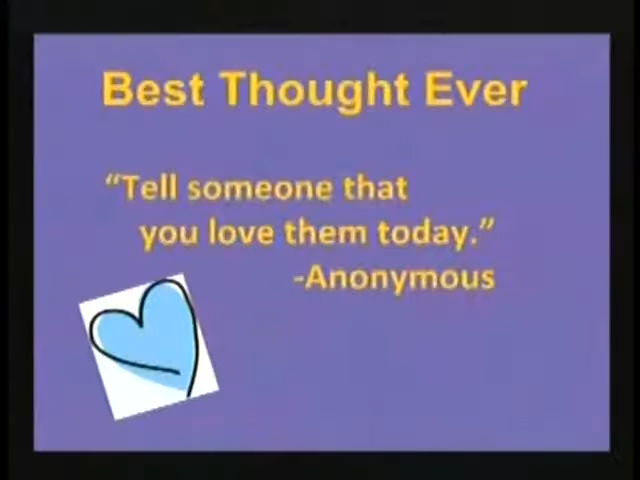 Best Thought Ever
“Tell someone that
you love them today.”
-Anonymous